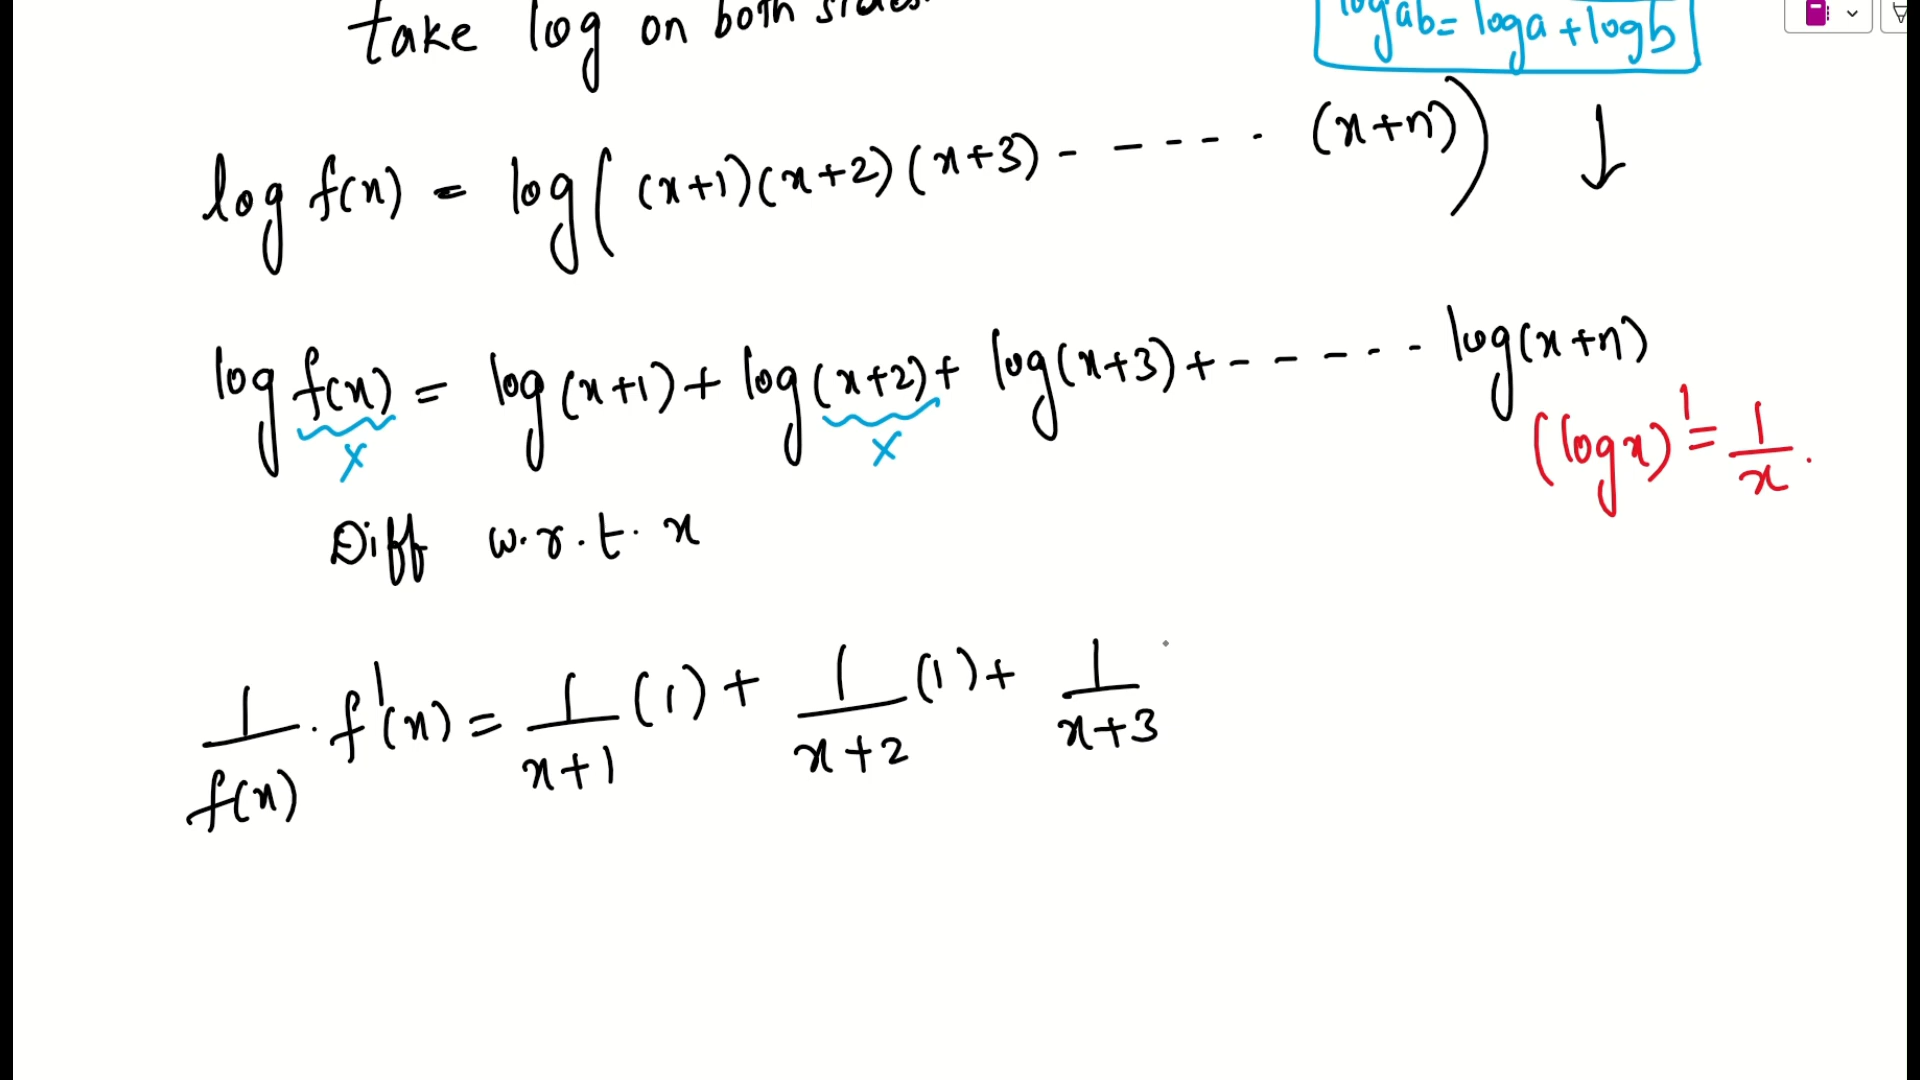 take log on both sides.
log ab = log a + log b
log f(x) = log( (x+1)(x+2)(x+3) - - - - - - (x+n) ) ↓
log f(x) = log(x+1) + log(x+2) + log(x+3) + - - - - - - log(x+n)
x x
(log x)' = 1/x .
Diff w.r.t. x
1/f(x) . f'(x) = 1/x+1 (1) + 1/x+2 (1) + 1/x+3